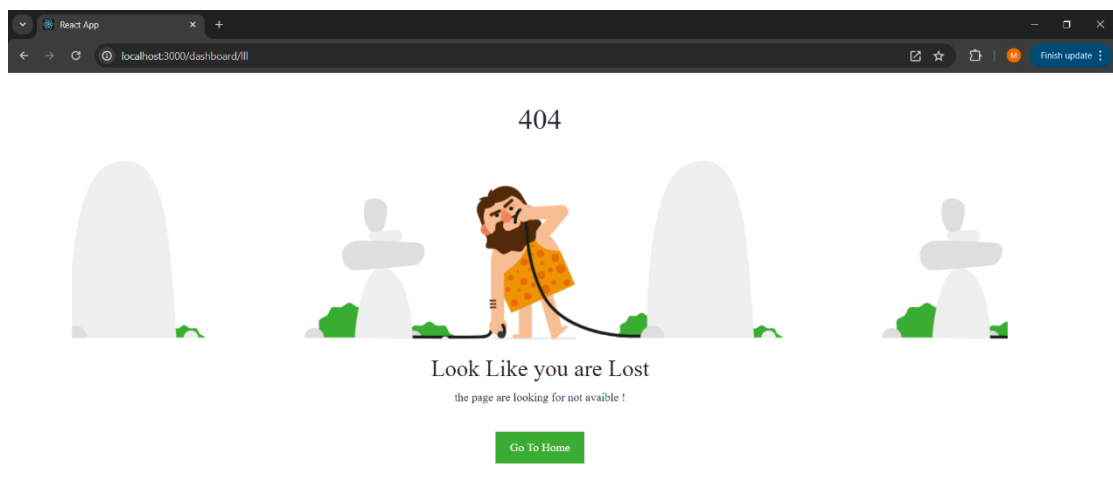 React App
localhost:3000/dashboard/lll
M
Finish update
404
Look Like you are Lost
the page are looking for not avaible !
Go To Home